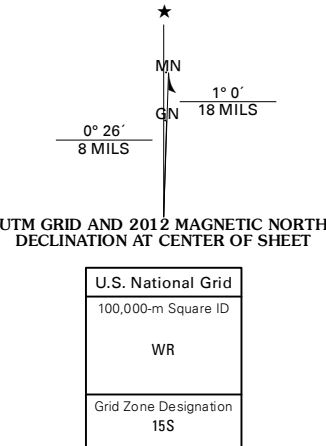 ★
MN
1° 0´
GN
18 MILS
0° 26´
8 MILS
UTM GRID AND 2012 MAGNETIC NORTH
DECLINATION AT CENTER OF SHEET
U.S. National Grid
100,000-m Square ID
WR
Grid Zone Designation
15S